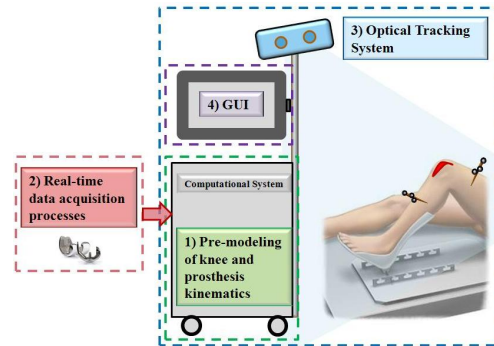 3) Optical Tracking
System
4) GUI
2) Real-time
data acquisition
processes
Computational System
1) Pre-modeling
of knee and
prosthesis
kinematics